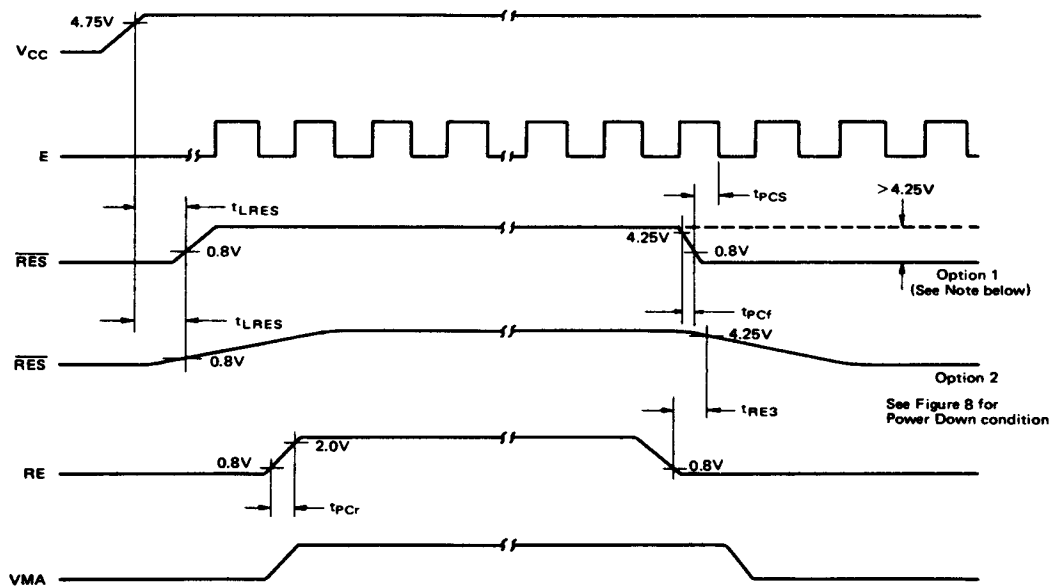 4.75V
VCC
E
tPCS
>4.25V
tLRES
4.25V
0.8V
0.8V
RES
Option 1
(See Note below)
tLRES
tPCf
4.25V
0.8V
RES
Option 2
tRE3
See Figure 8 for
Power Down condition
2.0V
0.8V
0.8V
RE
tPCr
VMA